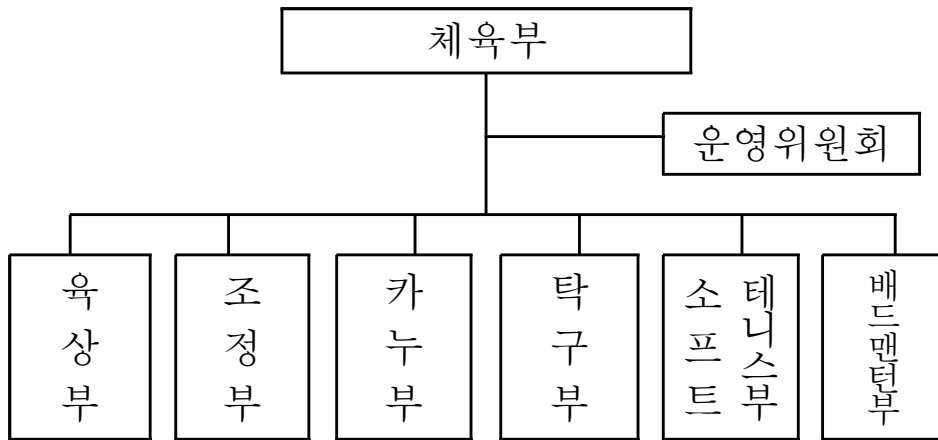 체육부
운영위원회
육상부
조정부
카누부
탁구부
소프트
테니스부
배드맨턴부